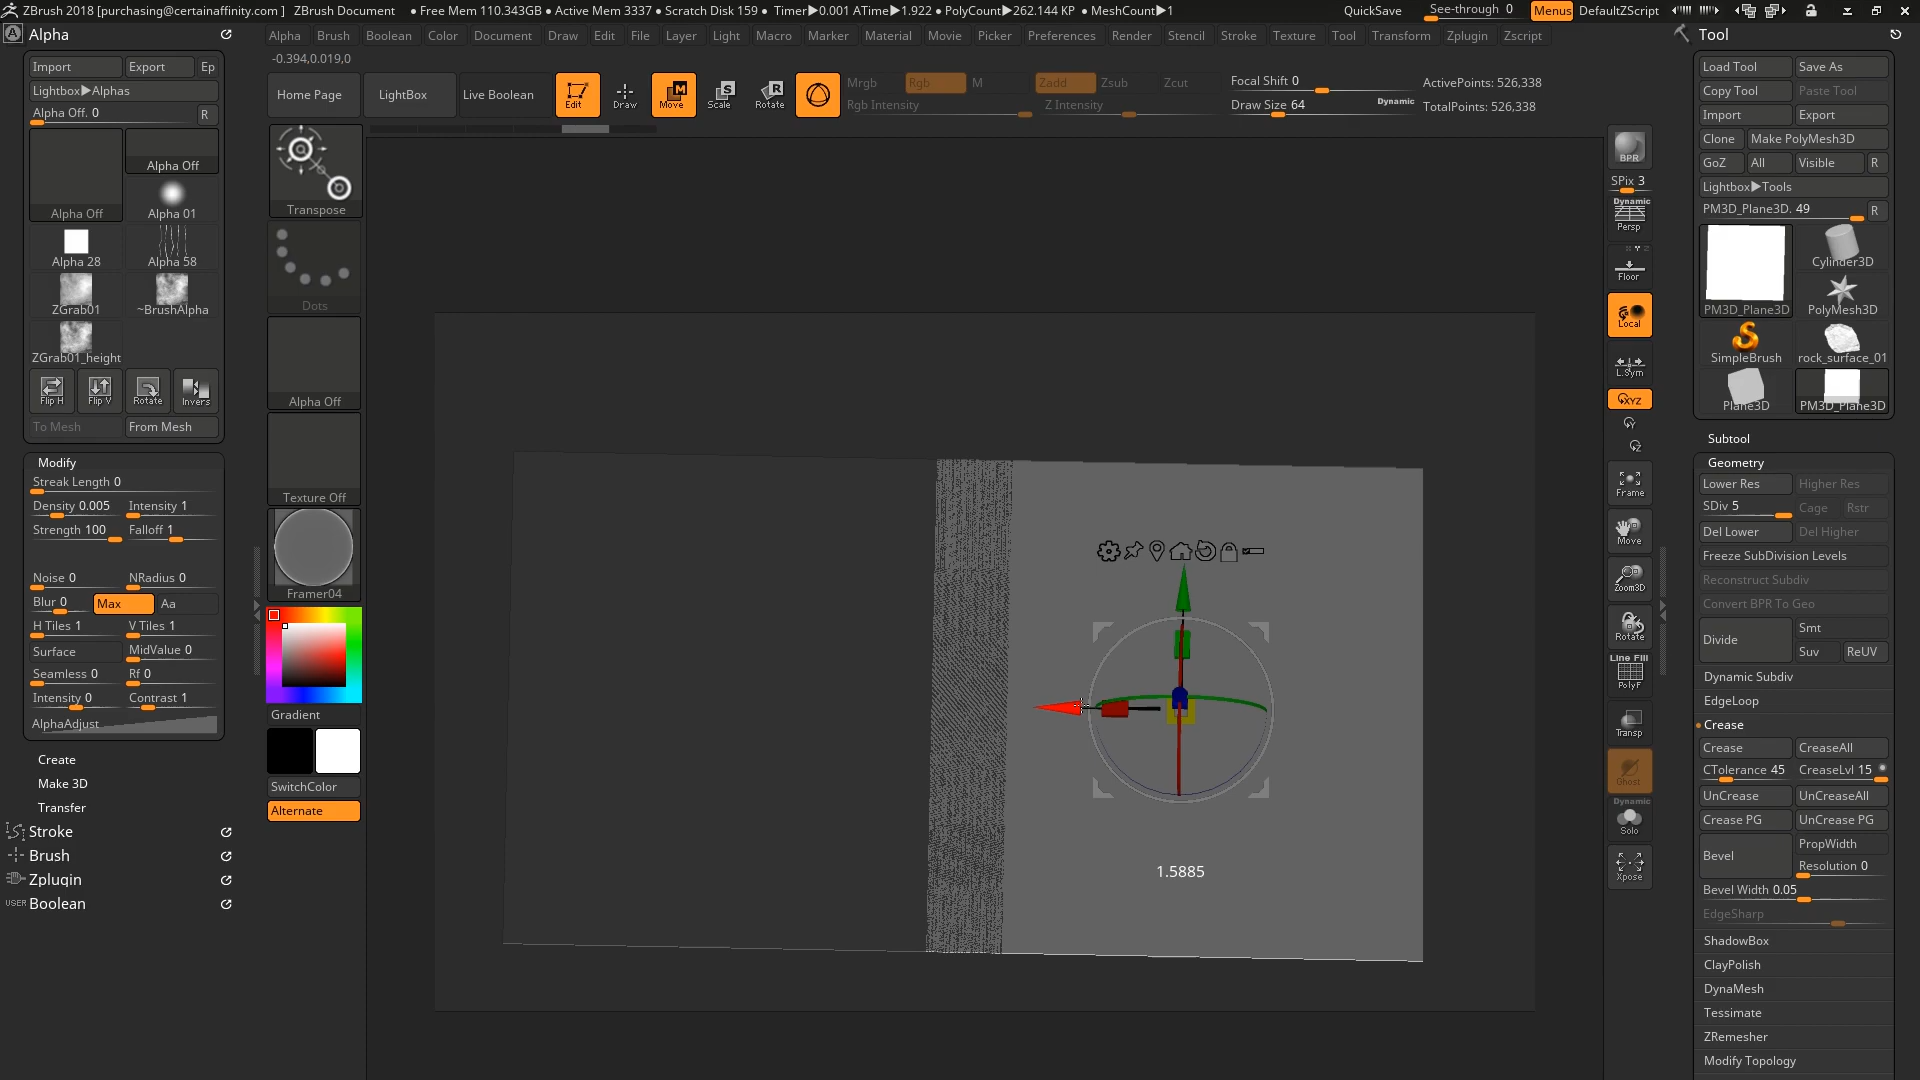 ZBrush 2018 [purchasing@certainaffinity.com ] ZBrush Document • Free Mem 110.343GB • Active Mem 3337 • Scratch Disk 159 • Timer▶0.001 ATime▶1.922 • PolyCount▶262.144 KP • MeshCount▶1 QuickSave See-through 0 Menus DefaultZScript
Alpha
Alpha Brush Boolean Color Document Draw Edit File Layer Light Macro Marker Material Movie Picker Preferences Render Stencil Stroke Texture Tool Transform Zplugin Zscript
Tool
-0.394,0.019,0
Import Export Ep
Lightbox▶Alphas
Alpha Off. 0 R
Alpha Off
Alpha Off
Alpha 01
Alpha 28
Alpha 58
ZGrab01
~BrushAlpha
ZGrab01_height
Flip H Flip V Rotate Invers
To Mesh From Mesh
Modify
Streak Length 0
Density 0.005 Intensity 1
Strength 100 Falloff 1
Noise 0 NRadius 0
Blur 0 Max Aa
H Tiles 1 V Tiles 1
Surface MidValue 0
Seamless 0 Rf 0
Intensity 0 Contrast 1
AlphaAdjust
Create
Make 3D
Transfer
Stroke
Brush
Zplugin
USER Boolean
Home Page LightBox Live Boolean Edit Draw Move Scale Rotate
M
S
R
Mrgb Rgb M Zadd Zsub Zcut
Rgb Intensity Z Intensity
Focal Shift 0
Draw Size 64 Dynamic
ActivePoints: 526,338
TotalPoints: 526,338
Transpose
Dots
Alpha Off
Texture Off
Framer04
Gradient
SwitchColor
Alternate
1.5885
BPR
SPix 3
Dynamic
Persp
Floor
Local
L.Sym
XYZ
Frame
Move
Zoom3D
Rotate
Line Fill
PolyF
Transp
Ghost
Dynamic
Solo
Xpose
Load Tool Save As
Copy Tool Paste Tool
Import Export
Clone Make PolyMesh3D
GoZ All Visible R
Lightbox▶Tools
PM3D_Plane3D. 49 R
PM3D_Plane3D
Cylinder3D
PolyMesh3D
SimpleBrush
rock_surface_01
Plane3D
PM3D_Plane3D
Subtool
Geometry
Lower Res Higher Res
SDiv 5 Cage Rstr
Del Lower Del Higher
Freeze SubDivision Levels
Reconstruct Subdiv
Convert BPR To Geo
Divide Smt
Suv ReUV
Dynamic Subdiv
EdgeLoop
Crease
Crease CreaseAll
CTolerance 45 CreaseLvl 15
UnCrease UnCreaseAll
Crease PG UnCrease PG
Bevel PropWidth
Resolution 0
Bevel Width 0.05
EdgeSharp
ShadowBox
ClayPolish
DynaMesh
Tessimate
ZRemesher
Modify Topology